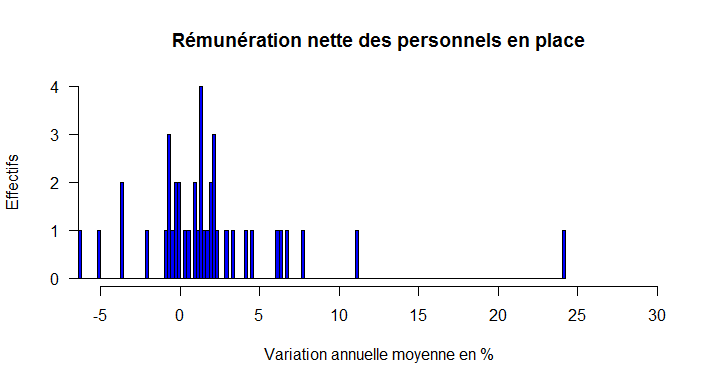 Rémunération nette des personnels en place
4
3
2
1
0
Effectifs
-5 0 5 10 15 20 25 30
Variation annuelle moyenne en %